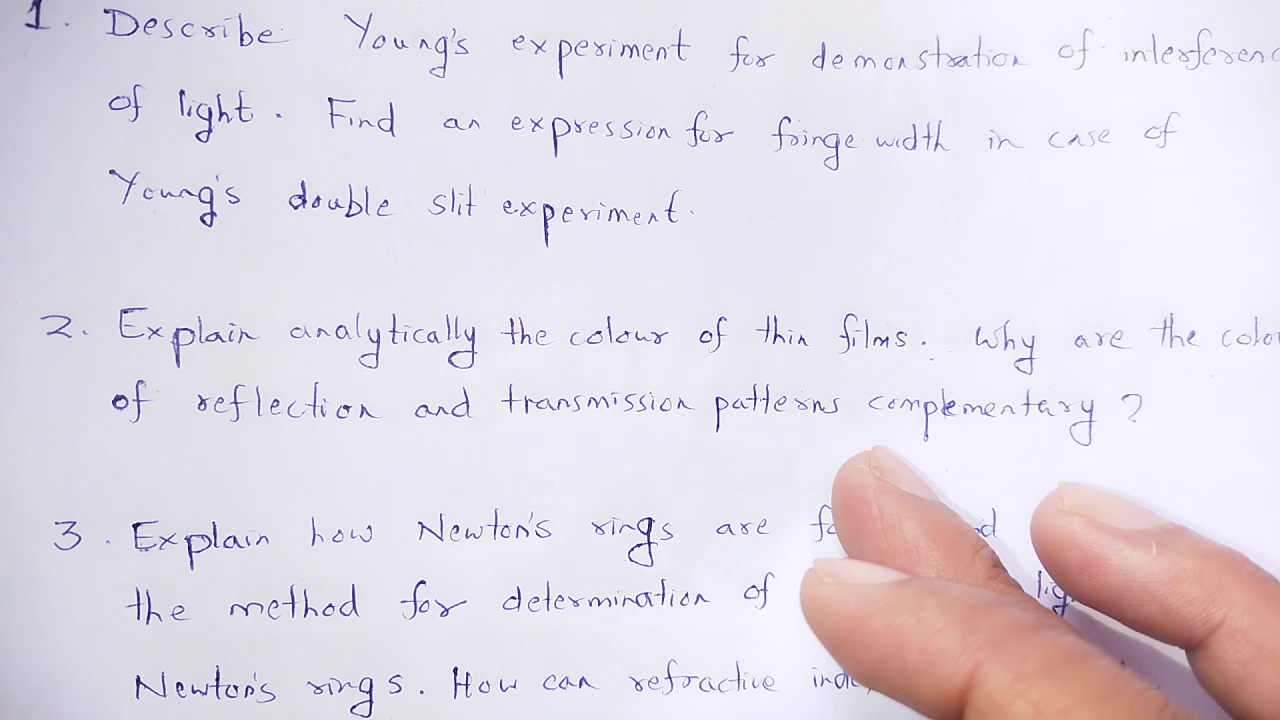 1. Describe Young's experiment for demonstration of interferenc
of light. Find an expression for fringe width in case of
Young's double slit experiment.
2. Explain analytically the colour of thin films. Why are the colou
of reflection and transmission patterns complementary?
3. Explain how Newton's rings are
the method for determination of
Newton's rings. How can refractive